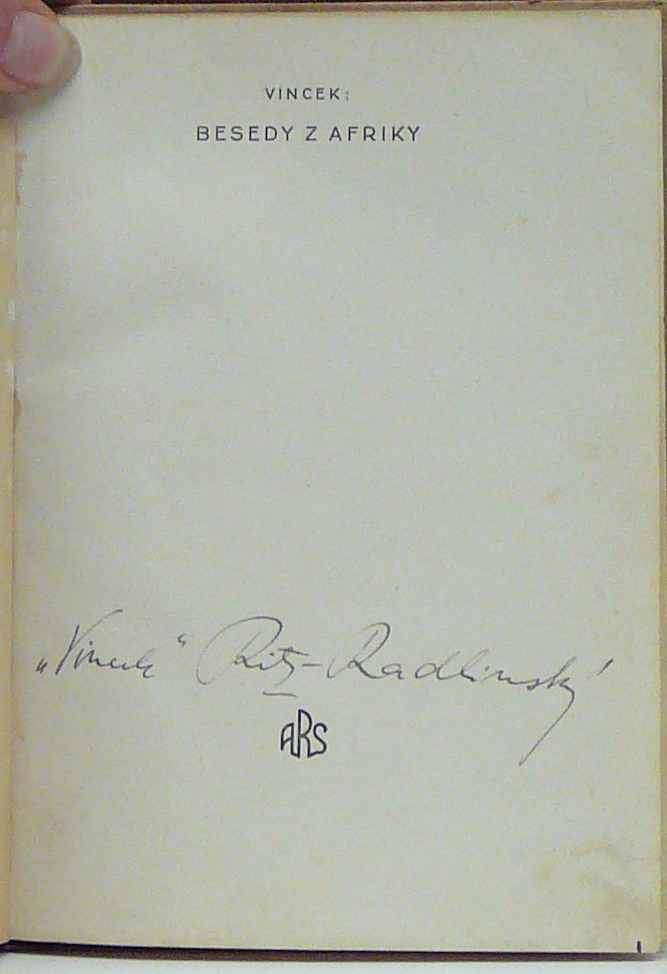 VINCEK:
BESEDY Z AFRIKY
„Vincek“ Ritz-Radlinský
ARS